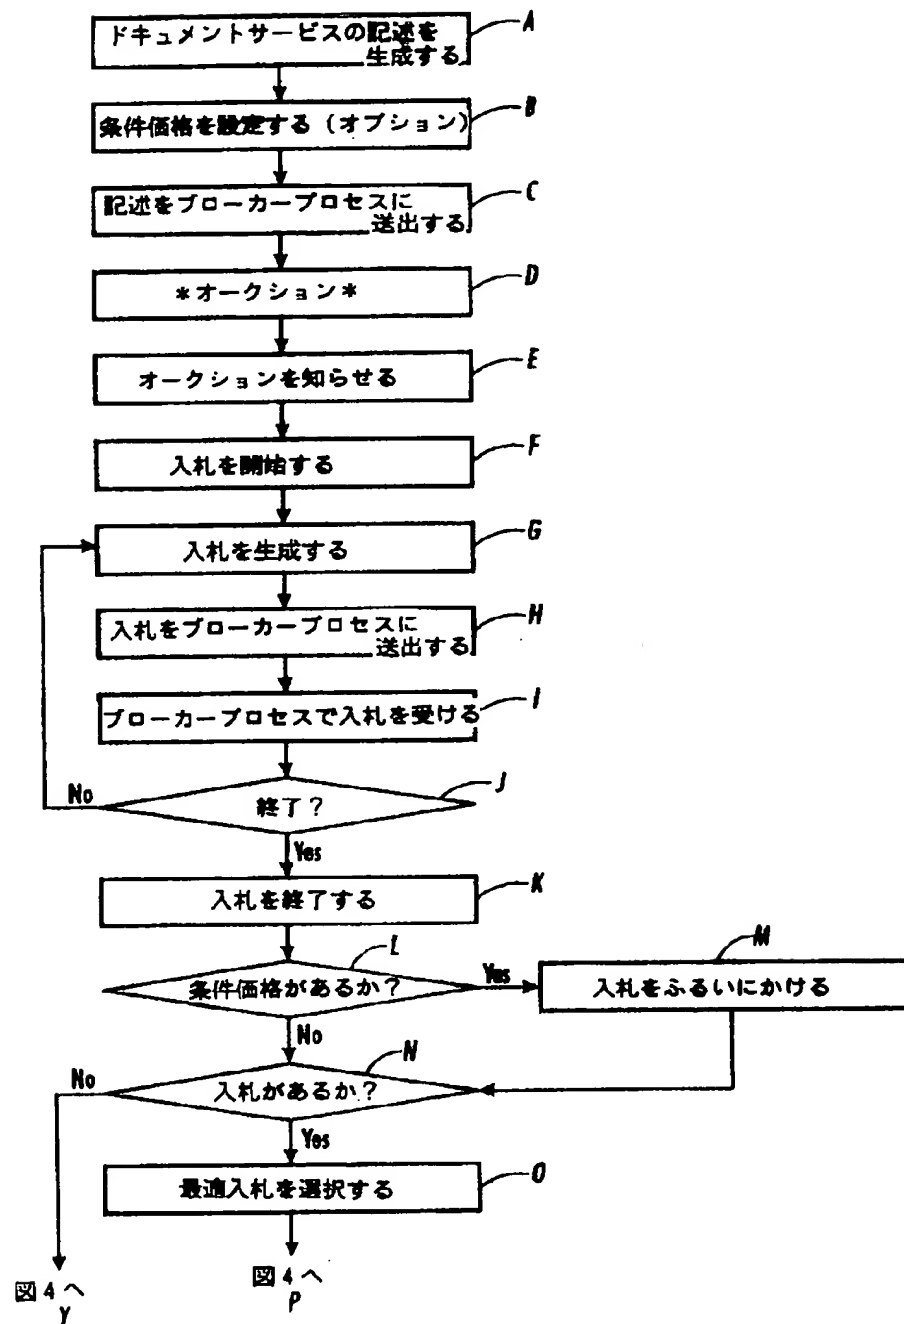 ドキュメントサービスの記述を
生成する
A
条件価格を設定する（オプション）
B
記述をブローカープロセスに
送出する
C
＊オークション＊
D
オークションを知らせる
E
入札を開始する
F
入札を生成する
G
入札をブローカープロセスに
送出する
H
ブローカープロセスで入札を受ける
I
終了？
J
No
Yes
入札を終了する
K
条件価格があるか？
L
Yes
入札をふるいにかける
M
No
入札があるか？
N
No
Yes
最適入札を選択する
O
図4へ
Y
図4へ
P